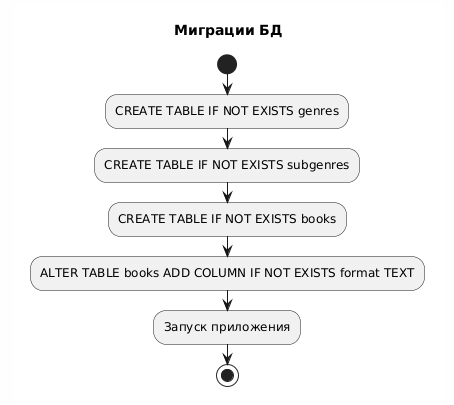 Миграции БД
CREATE TABLE IF NOT EXISTS genres
CREATE TABLE IF NOT EXISTS subgenres
CREATE TABLE IF NOT EXISTS books
ALTER TABLE books ADD COLUMN IF NOT EXISTS format TEXT
Запуск приложения